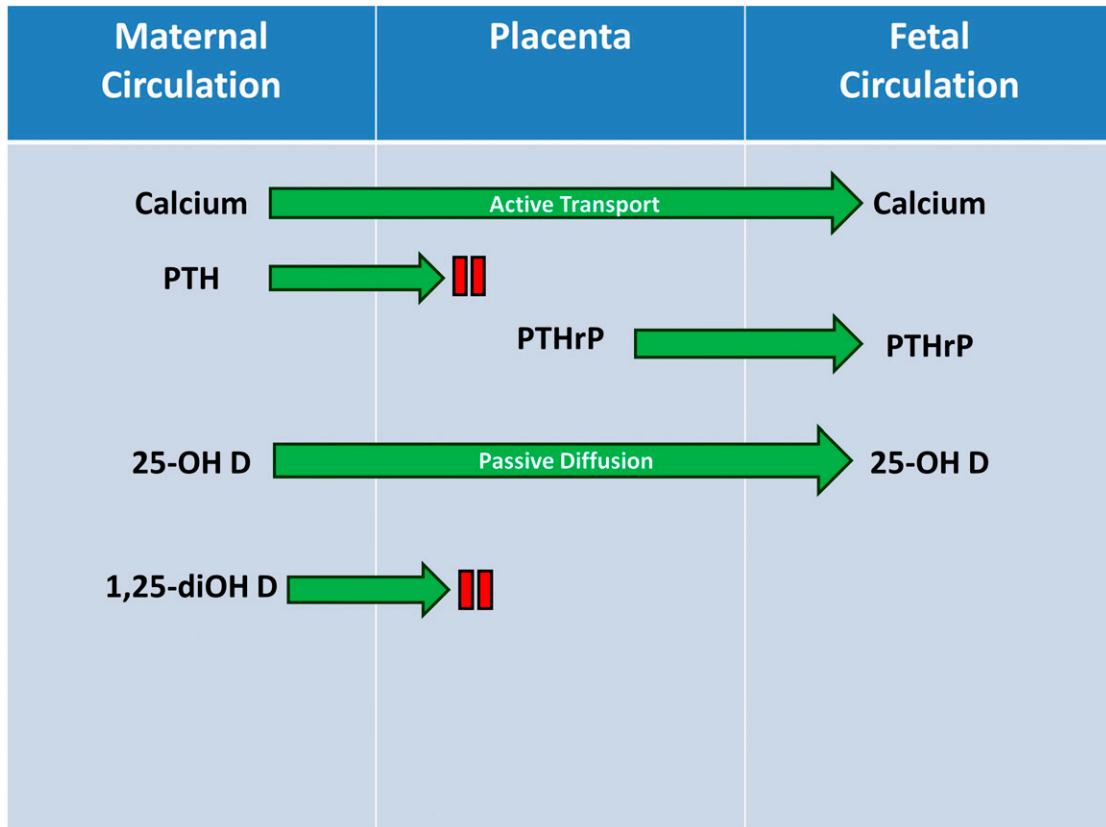 Maternal
Circulation
Placenta
Fetal
Circulation
Calcium Active Transport Calcium
PTH
PTHrP PTHrP
25-OH D Passive Diffusion 25-OH D
1,25-diOH D